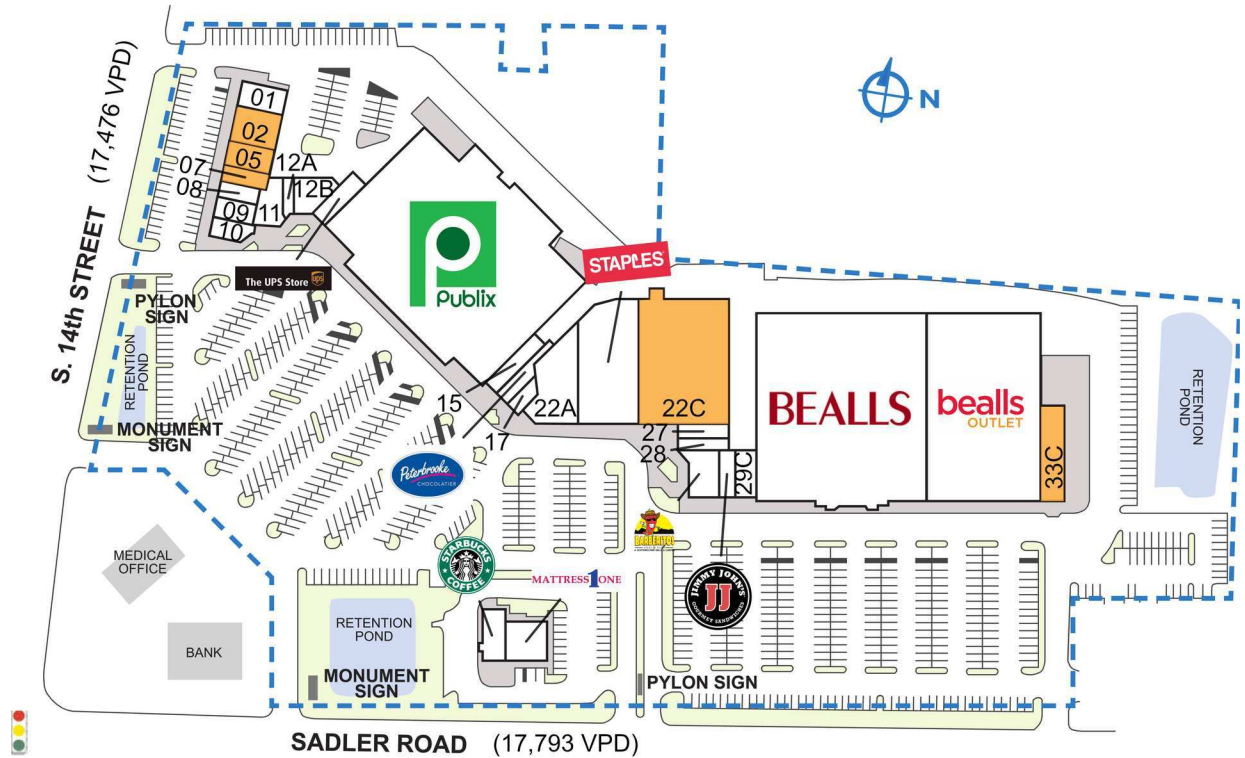 S. 14th STREET (17,476 VPD)
N
01
02
05
07
08
09
10
11
12A
12B
The UPS Store
ups
Publix
STAPLES
PYLON
SIGN
RETENTION
POND
MONUMENT
SIGN
15
17
22A
22C
27
28
29C
33C
BEALLS
bealls
OUTLET
RETENTION
POND
Peterbrooke
CHOCOLATIER
STARBUCKS
COFFEE
MATTRESS 1 ONE
JIMMY JOHN'S
JJ
GOURMET SANDWICHES
MEDICAL
OFFICE
BANK
RETENTION
POND
MONUMENT
SIGN
PYLON SIGN
SADLER ROAD (17,793 VPD)